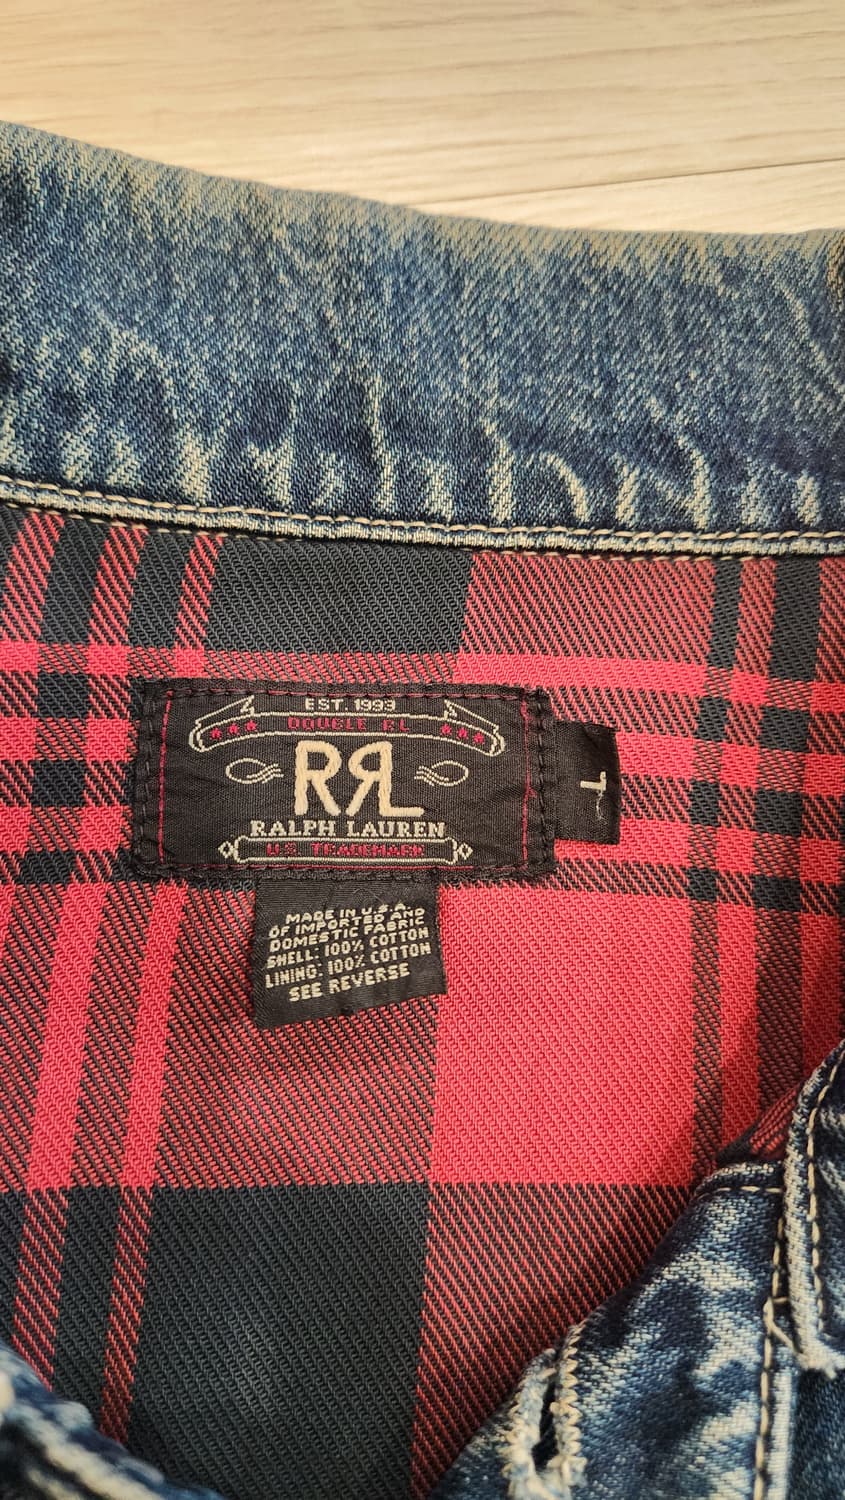 EST. 1993
DOUBLE RL
RRL
RALPH LAUREN
U.S. TRADEMARK
L
MADE IN U.S.A.
OF IMPORTED AND
DOMESTIC FABRIC
SHELL: 100% COTTON
LINING: 100% COTTON
SEE REVERSE